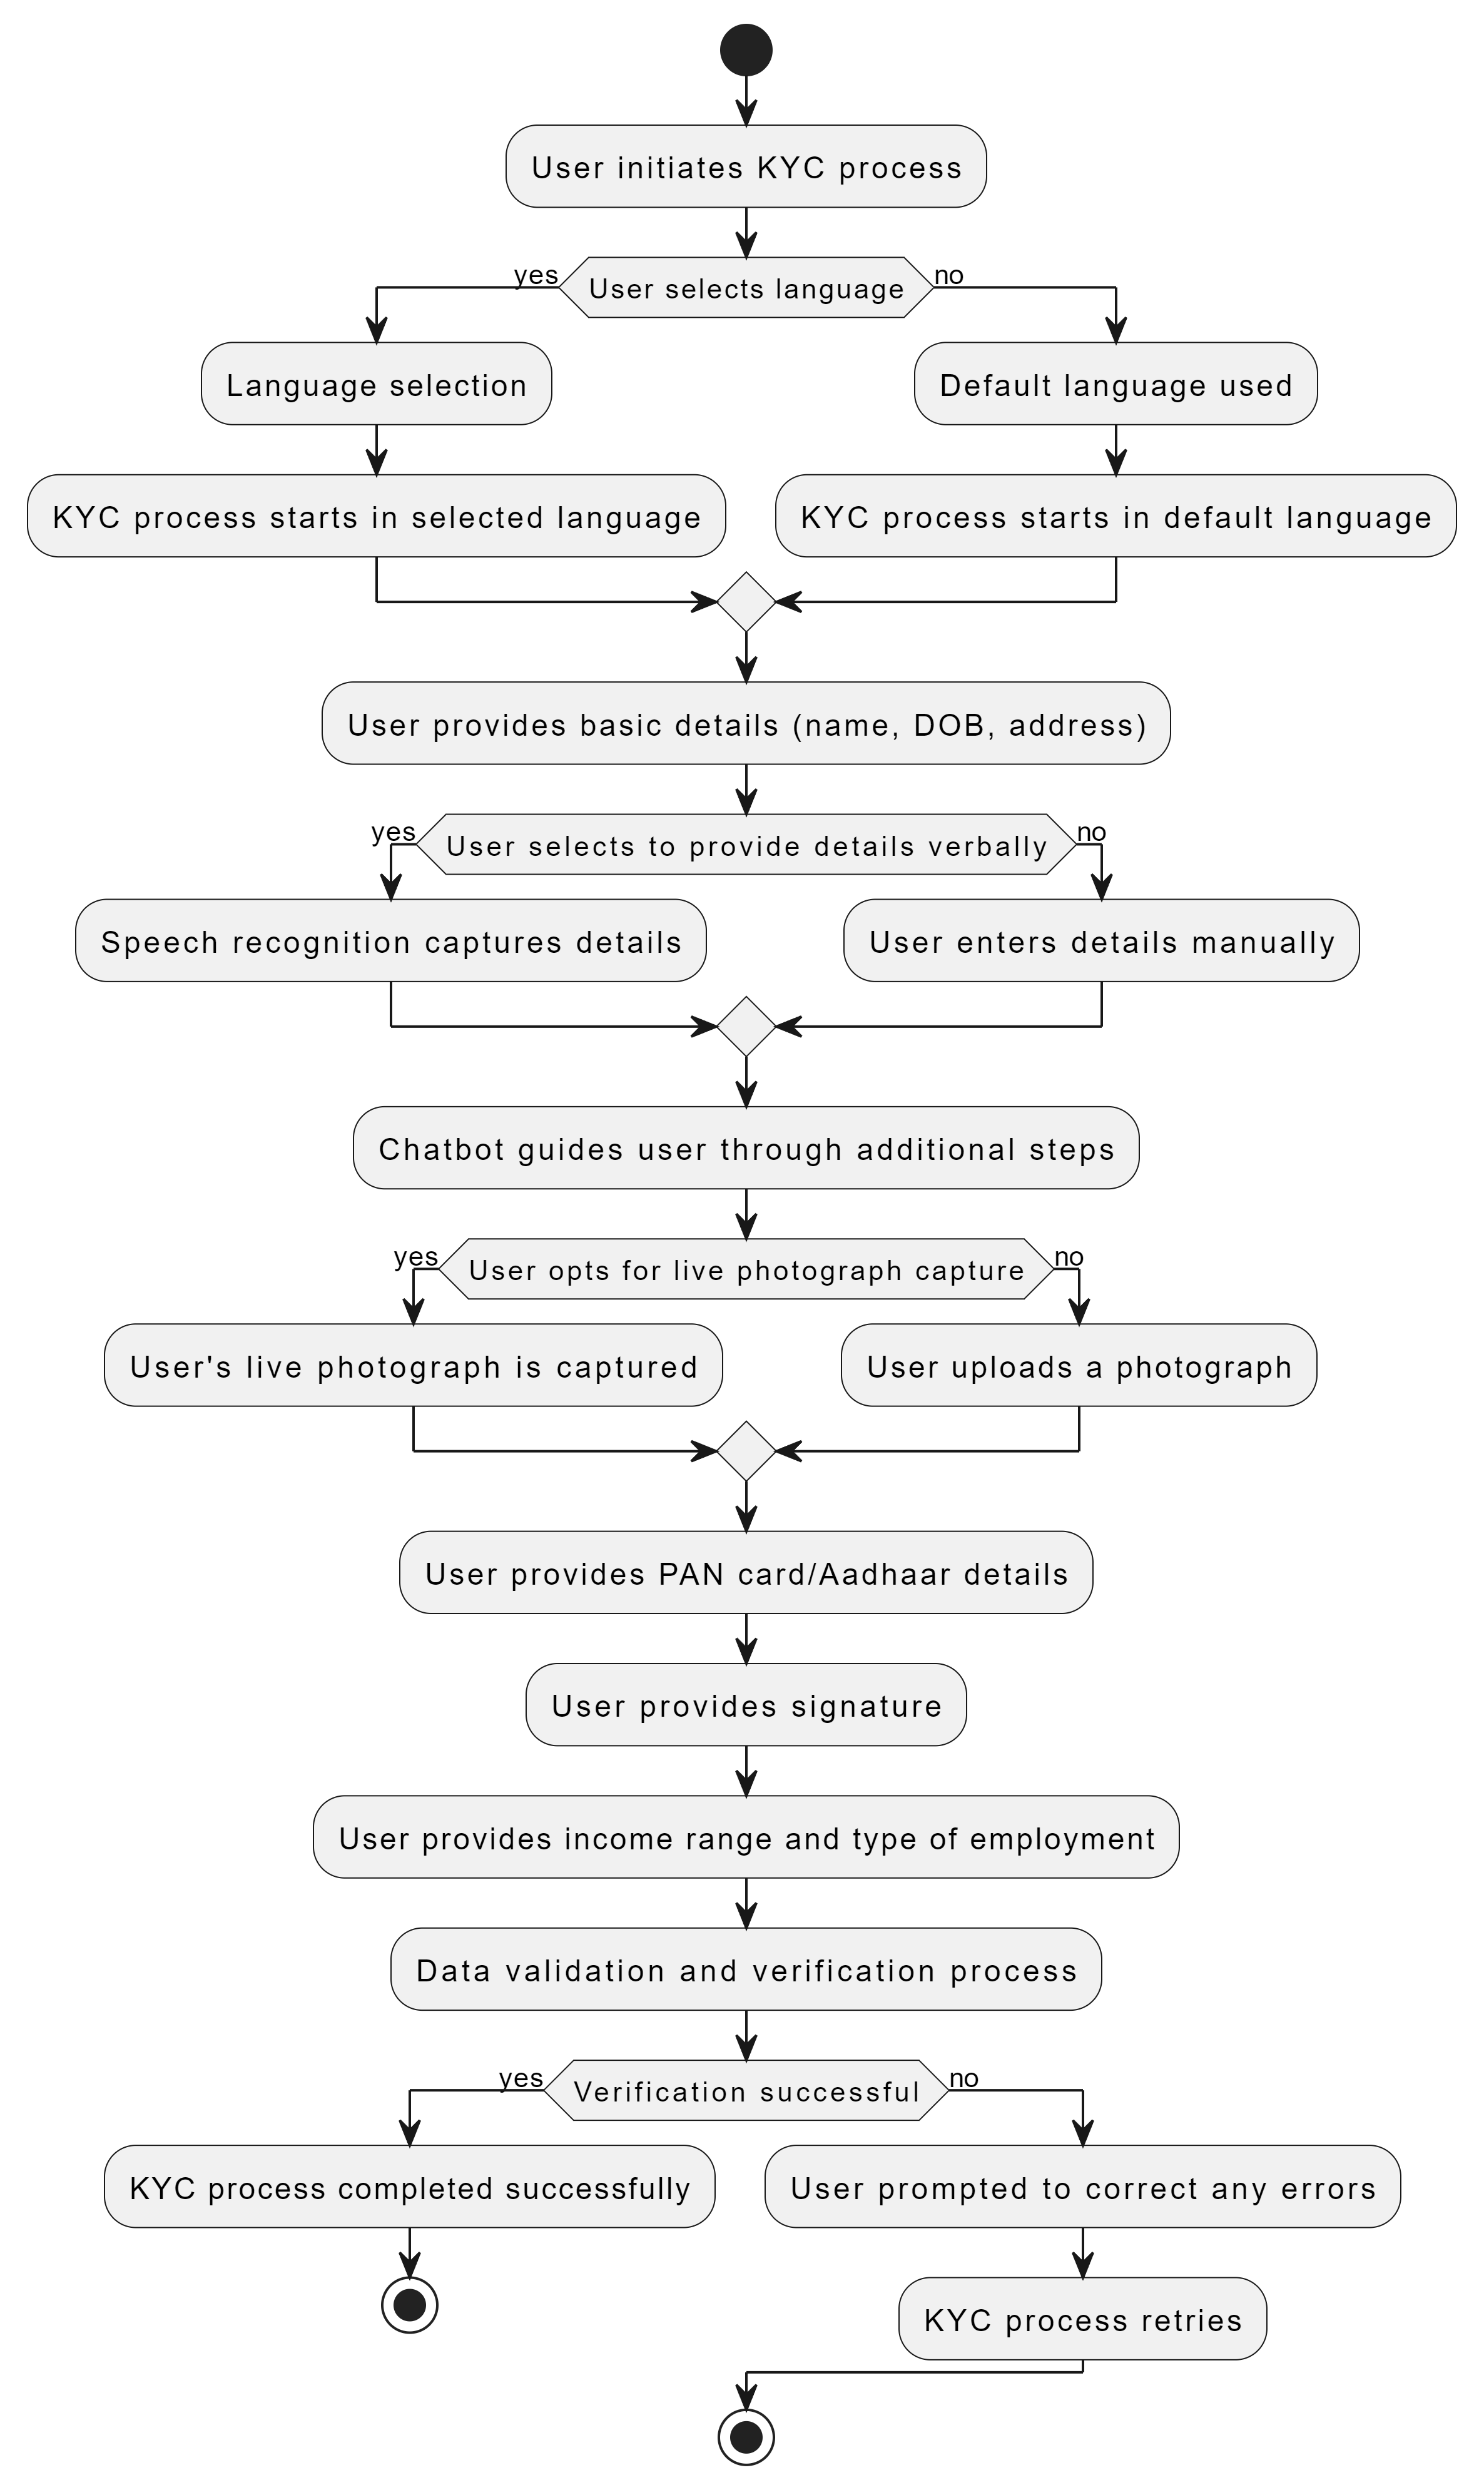 User initiates KYC process
yes
User selects language
no
Language selection
Default language used
KYC process starts in selected language
KYC process starts in default language
User provides basic details (name, DOB, address)
yes
User selects to provide details verbally
no
Speech recognition captures details
User enters details manually
Chatbot guides user through additional steps
yes
User opts for live photograph capture
no
User's live photograph is captured
User uploads a photograph
User provides PAN card/Aadhaar details
User provides signature
User provides income range and type of employment
Data validation and verification process
yes
Verification successful
no
KYC process completed successfully
User prompted to correct any errors
KYC process retries